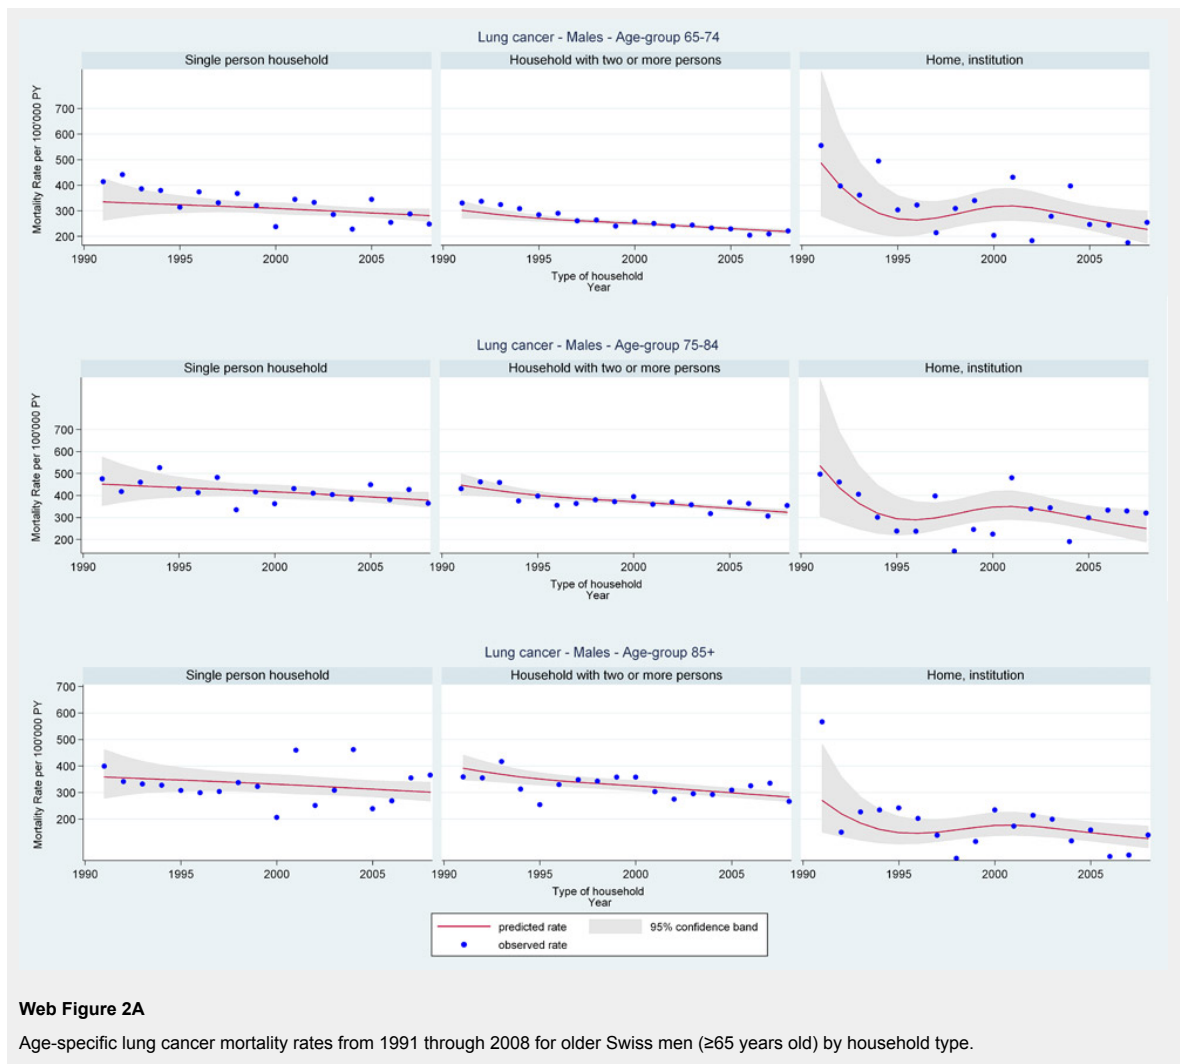 Lung cancer - Males - Age-group 65-74
Single person household
Household with two or more persons
Home, institution
Mortality Rate per 100'000 PY
700
600
500
400
300
200
1990 1995 2000 2005
1990 1995 2000 2005
1990 1995 2000 2005
Type of household
Year
Lung cancer - Males - Age-group 75-84
Single person household
Household with two or more persons
Home, institution
Mortality Rate per 100'000 PY
700
600
500
400
300
200
1990 1995 2000 2005
1990 1995 2000 2005
1990 1995 2000 2005
Type of household
Year
Lung cancer - Males - Age-group 85+
Single person household
Household with two or more persons
Home, institution
Mortality Rate per 100'000 PY
700
600
500
400
300
200
1990 1995 2000 2005
1990 1995 2000 2005
1990 1995 2000 2005
Type of household
Year
predicted rate
95% confidence band
observed rate
Web Figure 2A
Age-specific lung cancer mortality rates from 1991 through 2008 for older Swiss men (≥65 years old) by household type.